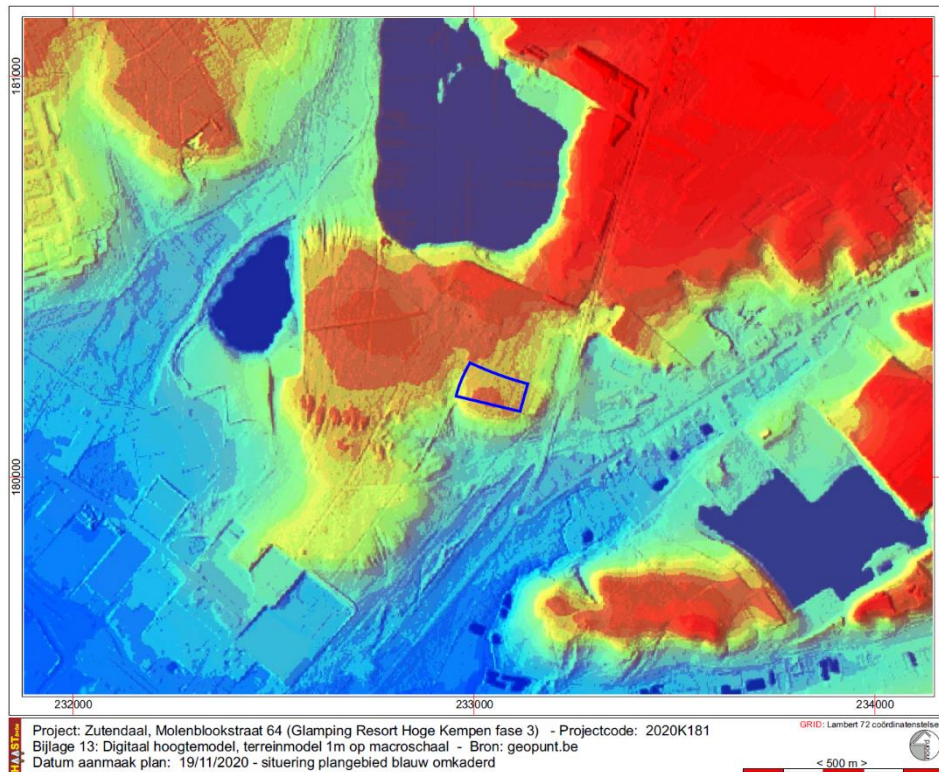 181000
180000
232000
233000
234000
Project: Zutendaal, Molenblookstraat 64 (Glamping Resort Hoge Kempen fase 3) - Projectcode: 2020K181
GRID: Lambert 72 coördinatenstelse
Bijlage 13: Digitaal hoogtemodel, terreinmodel 1m op macroschaal - Bron: geopunt.be
Datum aanmaak plan: 19/11/2020 - situering plangebied blauw omkaderd
< 500 m >
HAAST